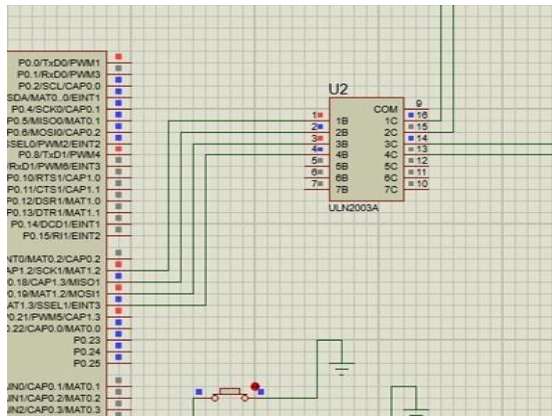 P0.0/TxD0/PWM1
P0.1/RxD0/PWM3
P0.2/SCL/CAP0.0
SDA/MAT0..0/EINT1
P0.4/SCK0/CAP0.1
P0.5/MISO0/MAT0.1
P0.6/MOSI0/CAP0.2
SSEL0/PWM2/EINT2
P0.8/TxD1/PWM4
/RxD1/PWM6/EINT3
P0.10/RTS1/CAP1.0
P0.11/CTS1/CAP1.1
P0.12/DSR1/MAT1.0
P0.13/DTR1/MAT1.1
P0.14/DCD1/EINT1
P0.15/RI1/EINT2
NT0/MAT0.2/CAP0.2
AP1.2/SCK1/MAT1.2
0.18/CAP1.3/MISO1
0.19/MAT1.2/MOSI1
AT1.3/SSEL1/EINT3
P0.21/PWM5/CAP1.3
0.22/CAP0.0/MAT0.0
P0.23
P0.24
P0.25
IN0/CAP0.1/MAT0.1
IN1/CAP0.2/MAT0.2
IN2/CAP0.3/MAT0.3
U2
COM 9
1 1B 1C 16
2 2B 2C 15
3 3B 3C 14
4 4B 4C 13
5 5B 5C 12
6 6B 6C 11
7 7B 7C 10
ULN2003A